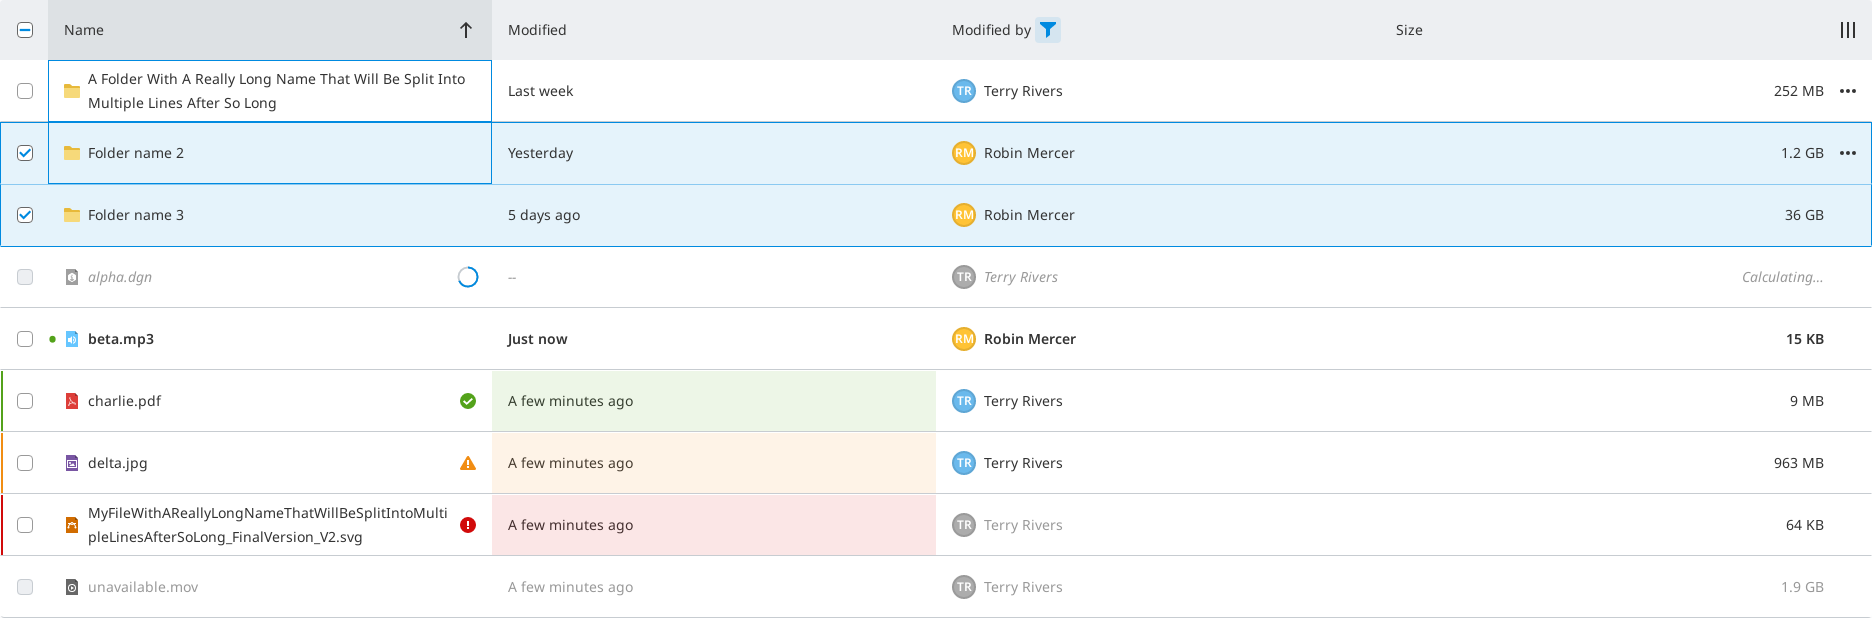 Name Modified Modified by Size
A Folder With A Really Long Name That Will Be Split Into
Multiple Lines After So Long
Last week TR Terry Rivers 252 MB
Folder name 2 Yesterday RM Robin Mercer 1.2 GB
Folder name 3 5 days ago RM Robin Mercer 36 GB
alpha.dgn -- TR Terry Rivers Calculating...
beta.mp3 Just now RM Robin Mercer 15 KB
charlie.pdf A few minutes ago TR Terry Rivers 9 MB
delta.jpg A few minutes ago TR Terry Rivers 963 MB
MyFileWithAReallyLongNameThatWillBeSplitIntoMulti
pleLinesAfterSoLong_FinalVersion_V2.svg
A few minutes ago TR Terry Rivers 64 KB
unavailable.mov A few minutes ago TR Terry Rivers 1.9 GB